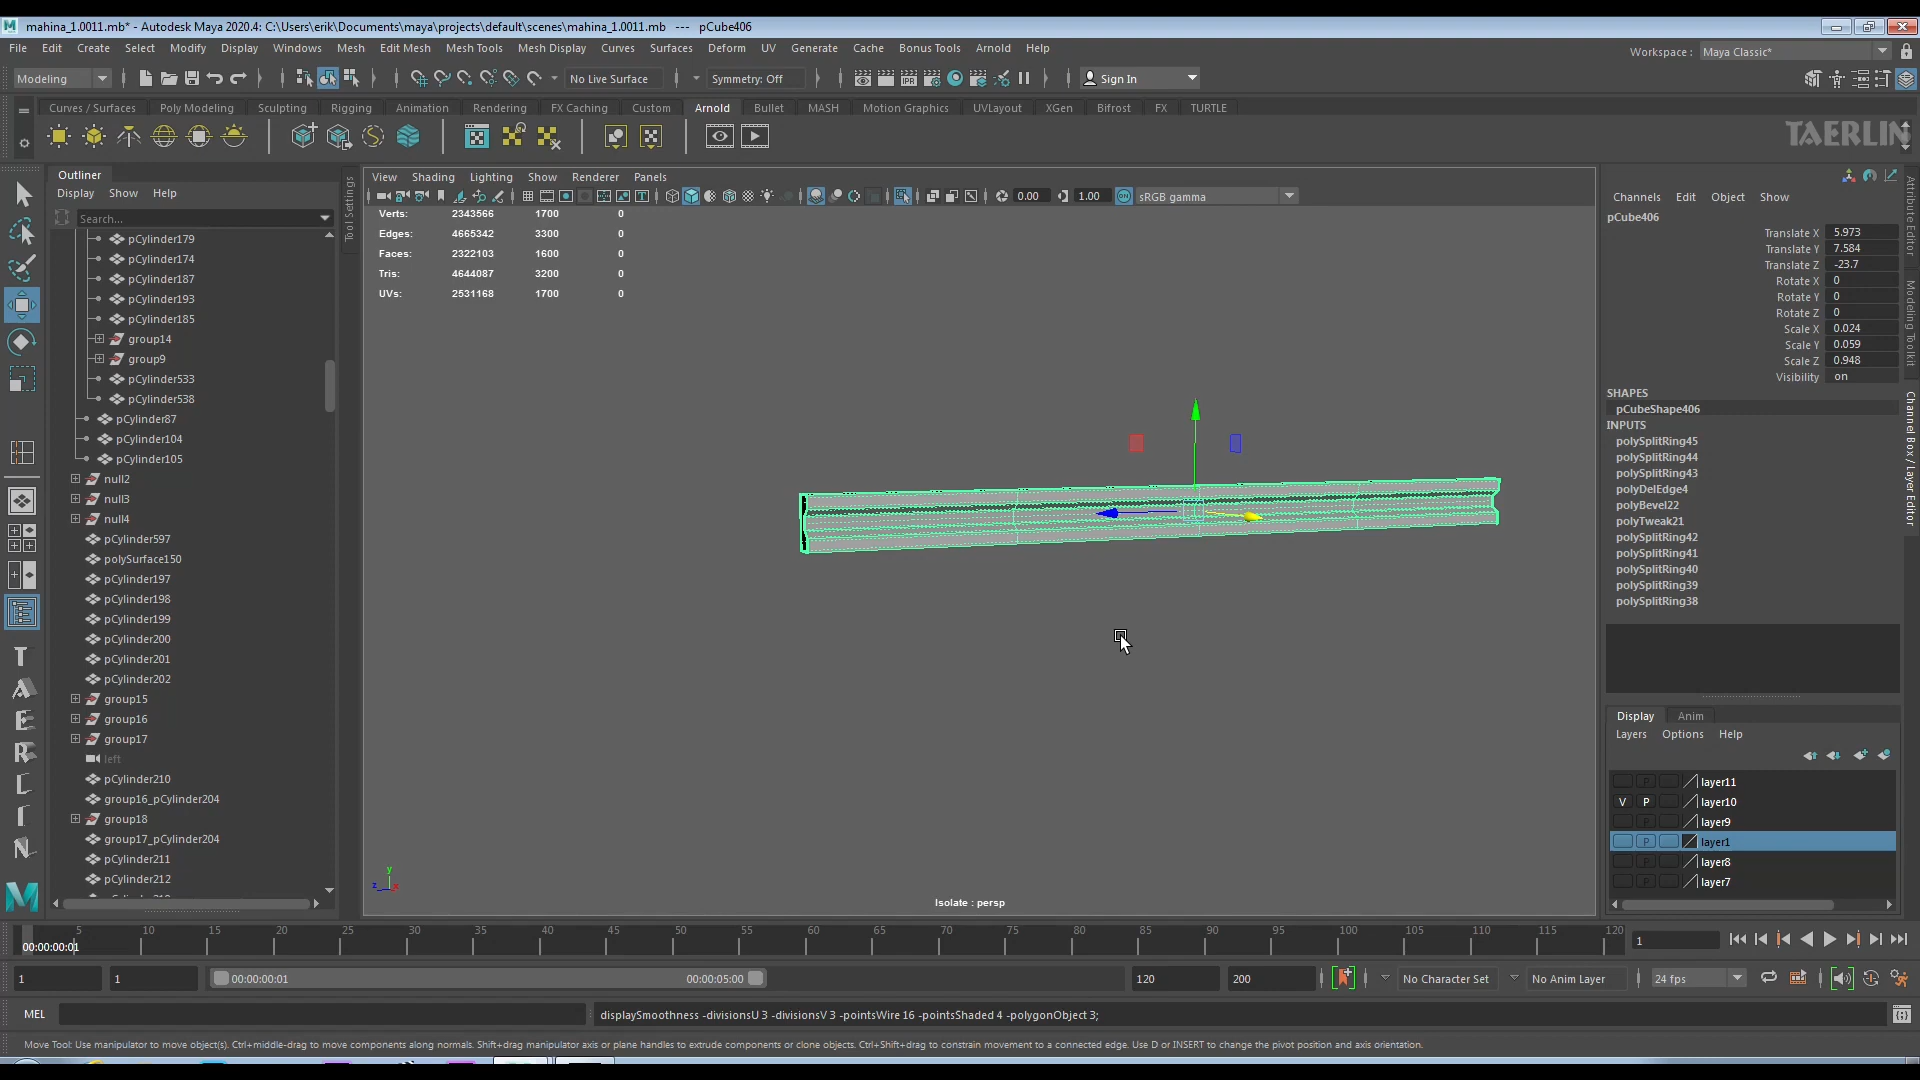 mahina_1.0011.mb* - Autodesk Maya 2020.4: C:\Users\erik\Documents\maya\projects\default\scenes\mahina_1.0011.mb --- pCube406
File Edit Create Select Modify Display Windows Mesh Edit Mesh Mesh Tools Mesh Display Curves Surfaces Deform UV Generate Cache Bonus Tools Arnold Help
Workspace : Maya Classic*
Modeling
No Live Surface
Symmetry: Off
Sign In
Curves / Surfaces Poly Modeling Sculpting Rigging Animation Rendering FX Caching Custom Arnold Bullet MASH Motion Graphics UVLayout XGen Bifrost FX TURTLE
TAERLIN
Outliner
Display Show Help
Search...
pCylinder179
pCylinder174
pCylinder187
pCylinder193
pCylinder185
group14
group9
pCylinder533
pCylinder538
pCylinder87
pCylinder104
pCylinder105
null2
null3
null4
pCylinder597
polySurface150
pCylinder197
pCylinder198
pCylinder199
pCylinder200
pCylinder201
pCylinder202
group15
group16
group17
left
pCylinder210
group16_pCylinder204
group18
group17_pCylinder204
pCylinder211
pCylinder212
Tool Settings
View Shading Lighting Show Renderer Panels
0.00 1.00 sRGB gamma
Verts: 2343566 1700 0
Edges: 4665342 3300 0
Faces: 2322103 1600 0
Tris: 4644087 3200 0
UVs: 2531168 1700 0
y
z x
Isolate : persp
Channels Edit Object Show
pCube406
Translate X 5.973
Translate Y 7.584
Translate Z -23.7
Rotate X 0
Rotate Y 0
Rotate Z 0
Scale X 0.024
Scale Y 0.059
Scale Z 0.948
Visibility on
SHAPES
pCubeShape406
INPUTS
polySplitRing45
polySplitRing44
polySplitRing43
polyDelEdge4
polyBevel22
polyTweak21
polySplitRing42
polySplitRing41
polySplitRing40
polySplitRing39
polySplitRing38
Attribute Editor
Modeling Toolkit
Channel Box / Layer Editor
Display Anim
Layers Options Help
P layer11
V P layer10
P layer9
P layer1
P layer8
P layer7
5 10 15 20 25 30 35 40 45 50 55 60 65 70 75 80 85 90 95 100 105 110 115 120
00:00:00:01
1
1 1 00:00:00:01 00:00:05:00 120 200 No Character Set No Anim Layer 24 fps
MEL displaySmoothness -divisionsU 3 -divisionsV 3 -pointsWire 16 -pointsShaded 4 -polygonObject 3;
Move Tool: Use manipulator to move object(s). Ctrl+middle-drag to move components along normals. Shift+drag manipulator axis or plane handles to extrude components or clone objects. Ctrl+Shift+drag to constrain movement to a connected edge. Use D or INSERT to change the pivot position and axis orientation.